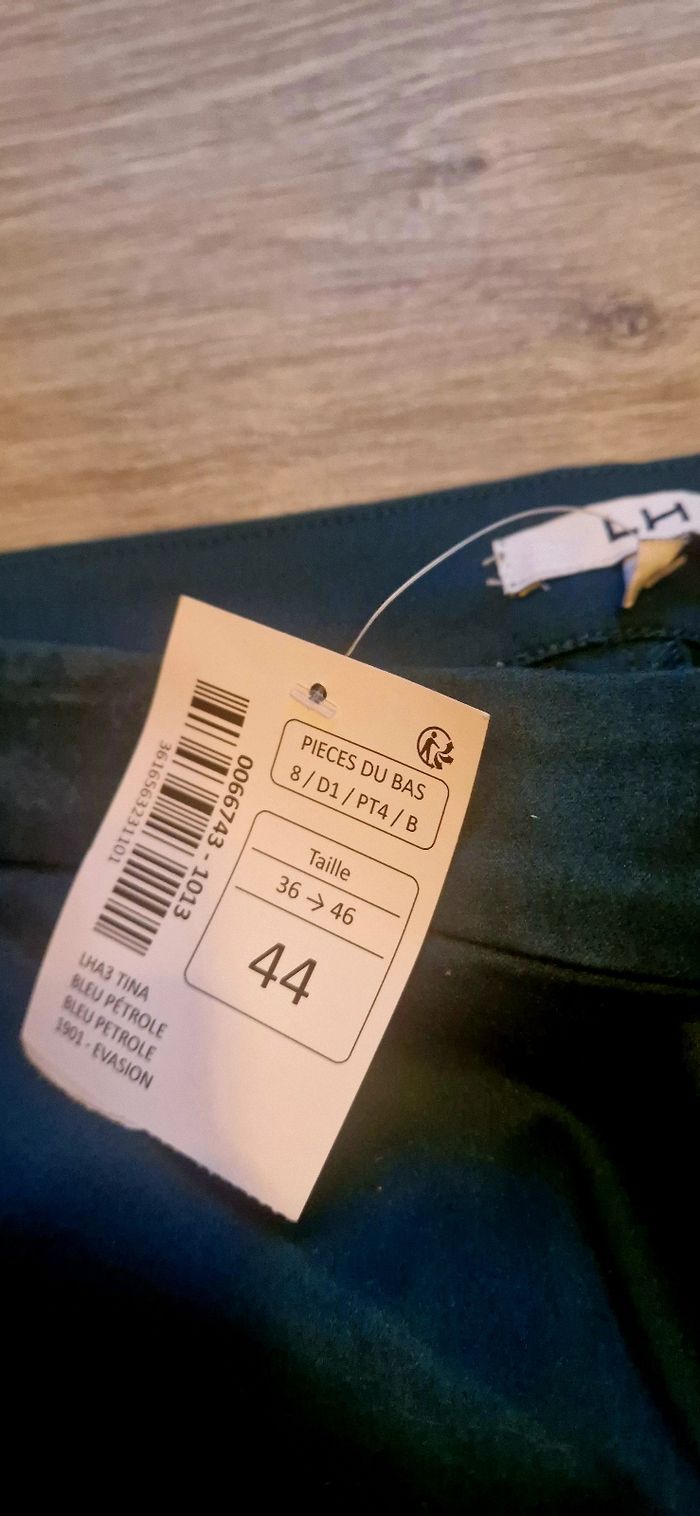 PIECES DU BAS
8 / D1 / PT4 / B
Taille
36 → 46
44
0066743 - 1013
3616563231101
LHA3 TINA
BLEU PÉTROLE
BLEU PETROLE
1901 - EVASION